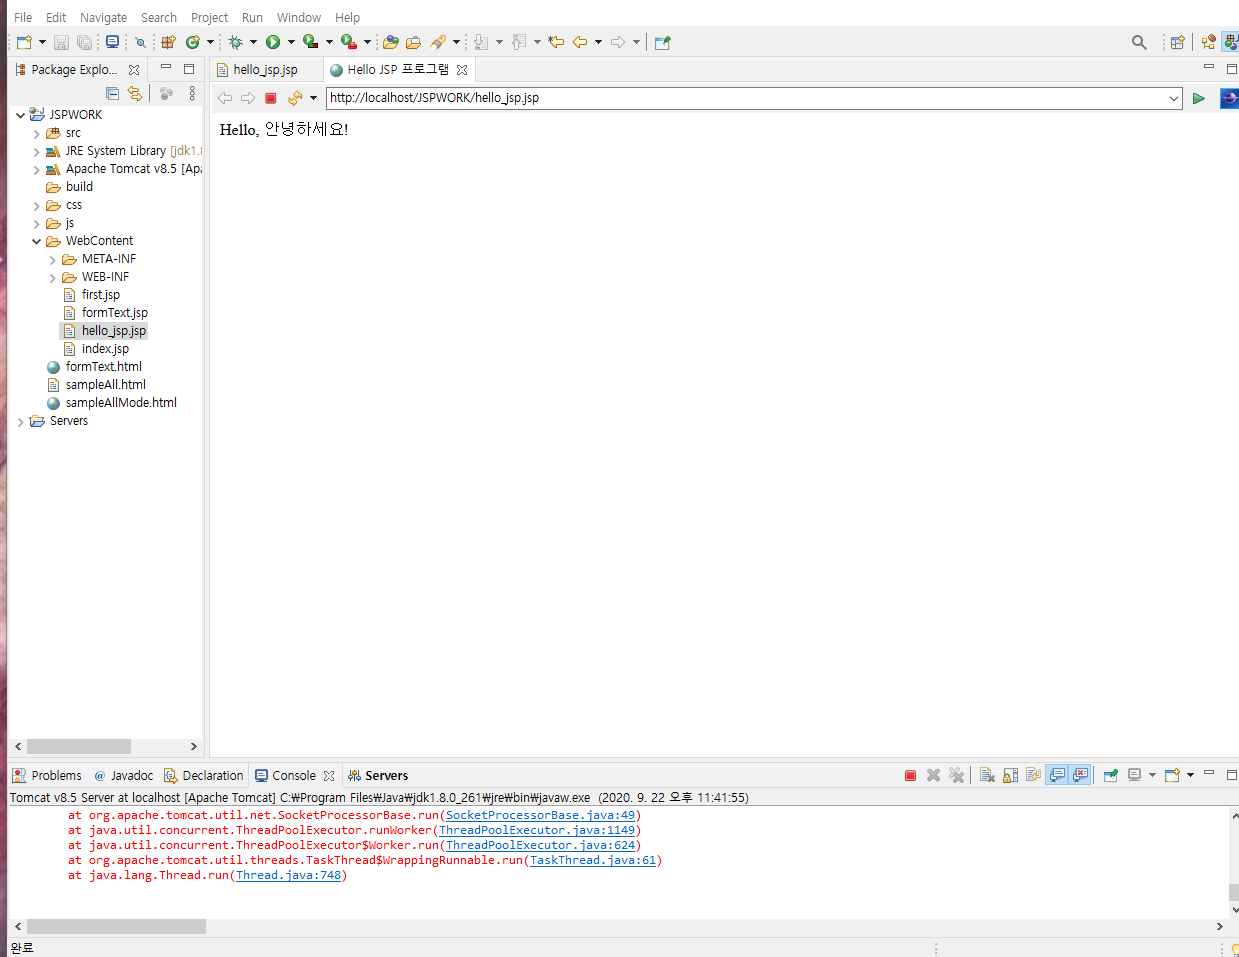 File Edit Navigate Search Project Run Window Help
Package Explo...
hello_jsp.jsp
Hello JSP 프로그램
http://localhost/JSPWORK/hello_jsp.jsp
Hello, 안녕하세요!
JSPWORK
src
JRE System Library [jdk1.8
Apache Tomcat v8.5 [Apa
build
css
js
WebContent
META-INF
WEB-INF
first.jsp
formText.jsp
hello_jsp.jsp
index.jsp
formText.html
sampleAll.html
sampleAllMode.html
Servers
Problems @ Javadoc Declaration Console Servers
Tomcat v8.5 Server at localhost [Apache Tomcat] C:₩Program Files₩Java₩jdk1.8.0_261₩jre₩bin₩javaw.exe (2020. 9. 22 오후 11:41:55)
at org.apache.tomcat.util.net.SocketProcessorBase.run(SocketProcessorBase.java:49)
at java.util.concurrent.ThreadPoolExecutor.runWorker(ThreadPoolExecutor.java:1149)
at java.util.concurrent.ThreadPoolExecutor$Worker.run(ThreadPoolExecutor.java:624)
at org.apache.tomcat.util.threads.TaskThread$WrappingRunnable.run(TaskThread.java:61)
at java.lang.Thread.run(Thread.java:748)
완료